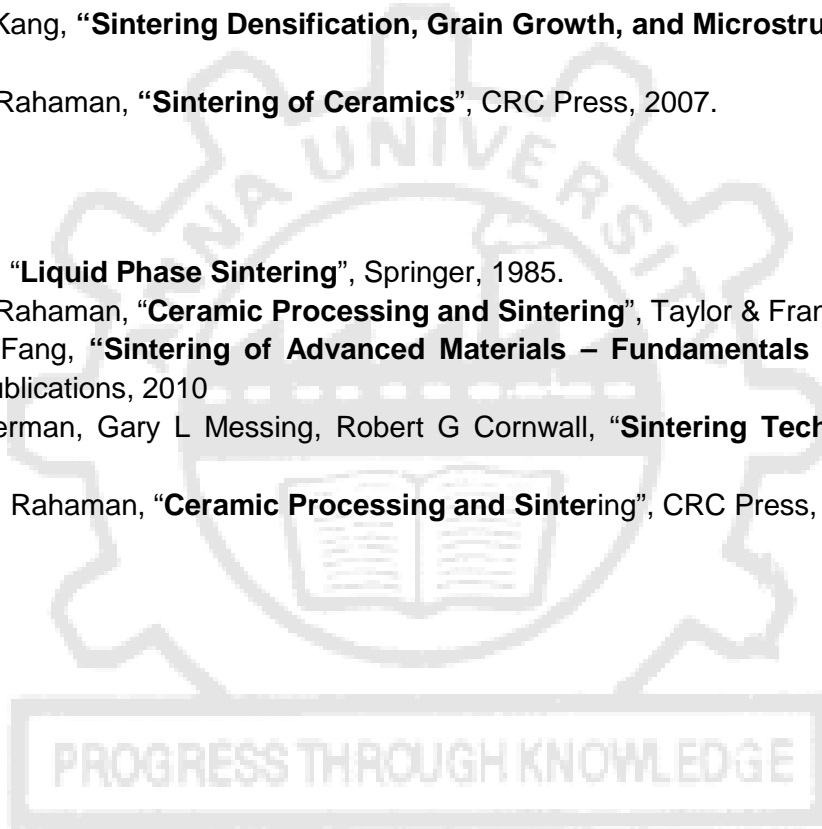 Kang, “Sintering Densification, Grain Growth, and Microstru
Rahaman, “Sintering of Ceramics”, CRC Press, 2007.
“Liquid Phase Sintering”, Springer, 1985.
Rahaman, “Ceramic Processing and Sintering”, Taylor & Fran
Fang, “Sintering of Advanced Materials – Fundamentals
ublications, 2010
erman, Gary L Messing, Robert G Cornwall, “Sintering Tech
Rahaman, “Ceramic Processing and Sintering”, CRC Press,
NA UNIVERSITY
PROGRESS THROUGH KNOWLEDGE